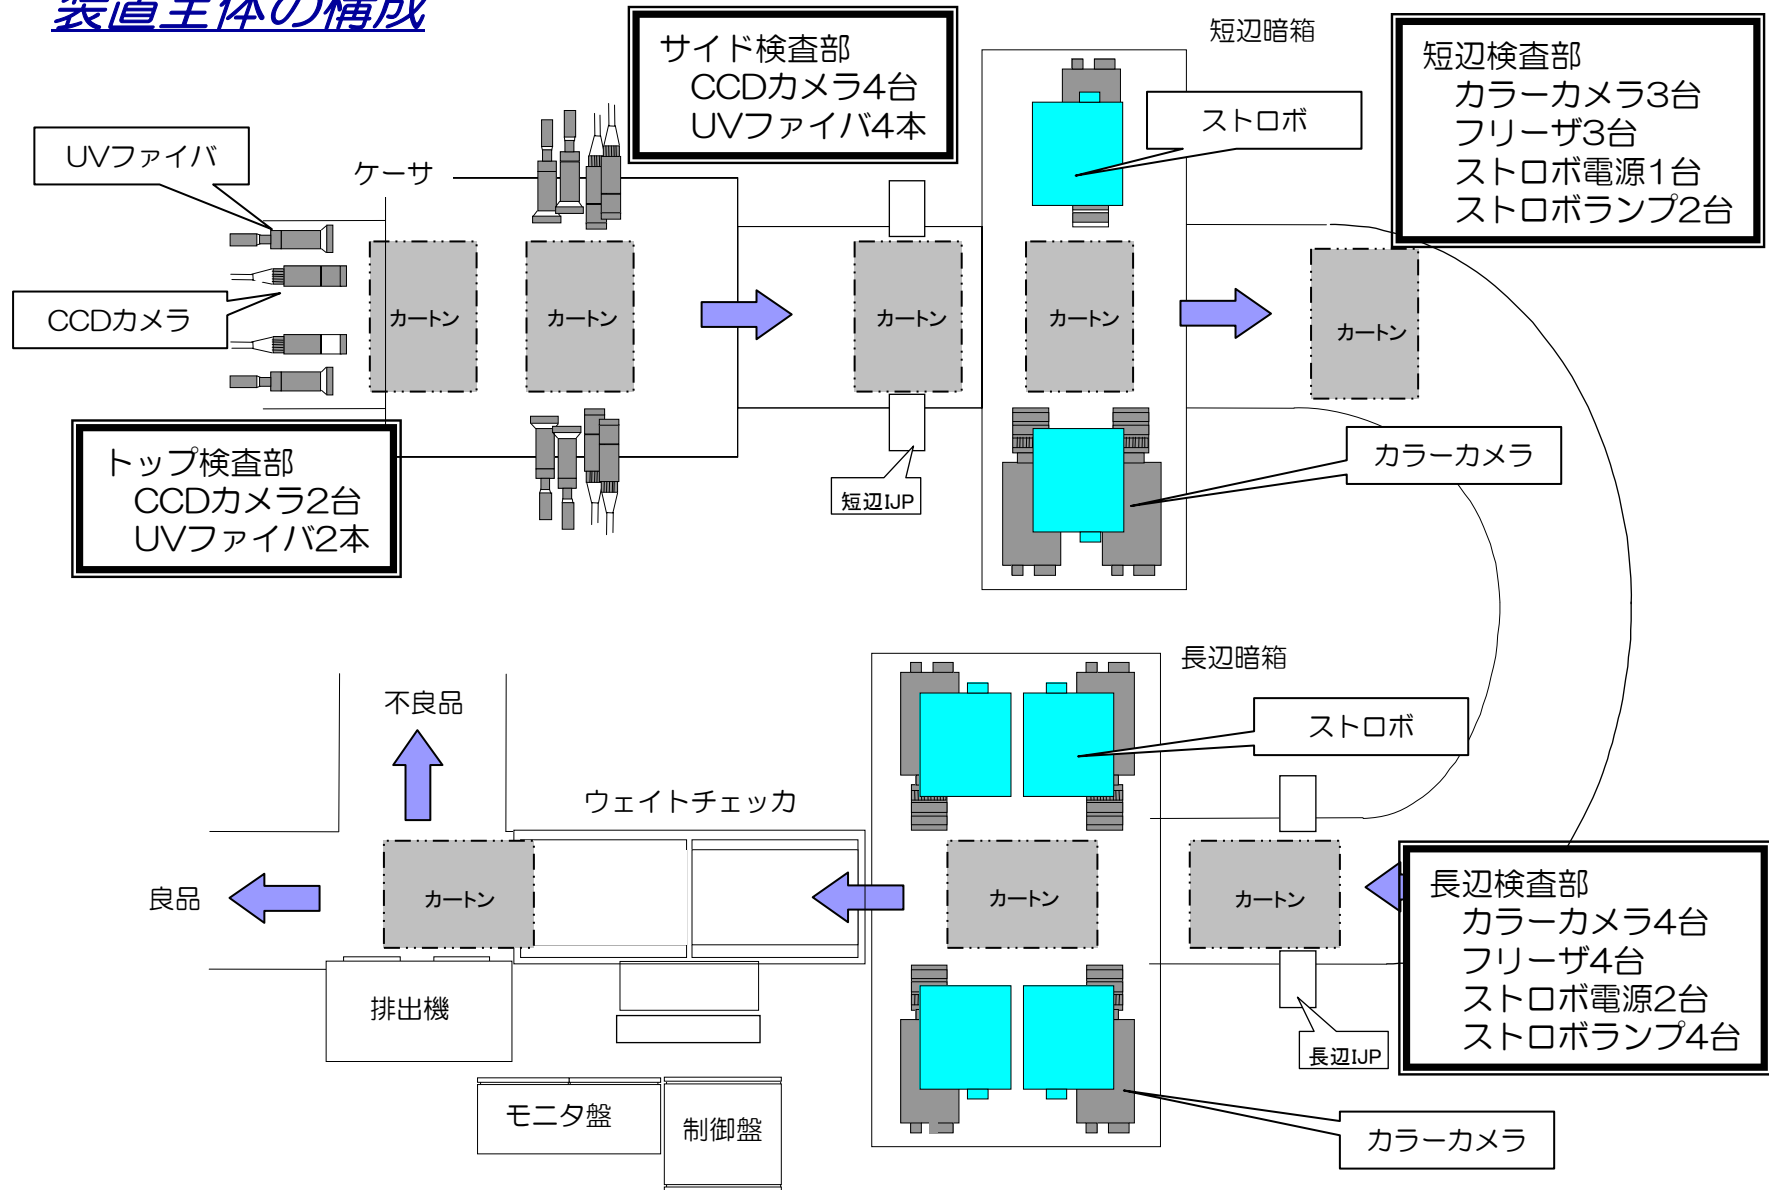 装置主体の構成
サイド検査部
CCDカメラ4台
UVファイバ4本
短辺暗箱
短辺検査部
カラーカメラ3台
フリーザ3台
ストロボ電源1台
ストロボランプ2台
ストロボ
UVファイバ
ケーサ
CCDカメラ
カートン
カートン
カートン
カートン
カートン
トップ検査部
CCDカメラ2台
UVファイバ2本
短辺IJP
カラーカメラ
長辺暗箱
不良品
ストロボ
ウェイトチェッカ
良品
カートン
カートン
カートン
長辺検査部
カラーカメラ4台
フリーザ4台
ストロボ電源2台
ストロボランプ4台
排出機
長辺IJP
モニタ盤
制御盤
カラーカメラ